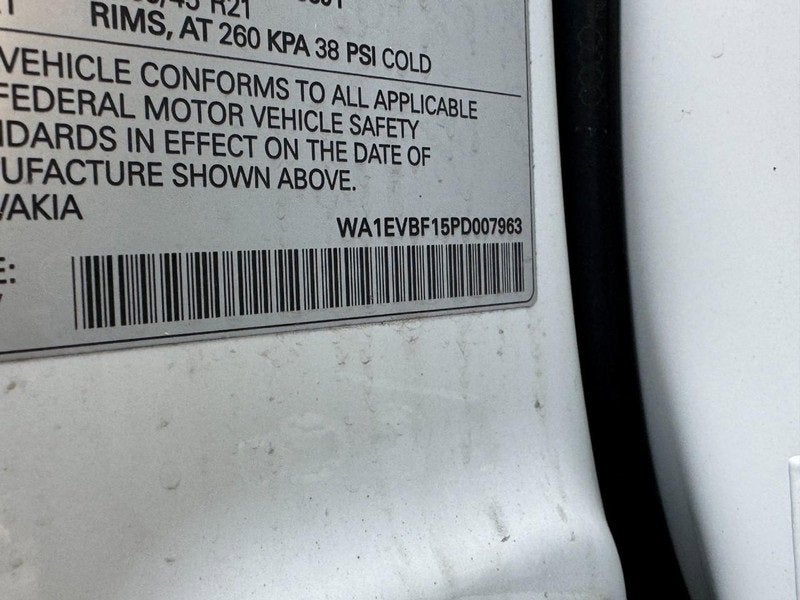 R21
RIMS, AT 260 KPA 38 PSI COLD
VEHICLE CONFORMS TO ALL APPLICABLE
FEDERAL MOTOR VEHICLE SAFETY
NDARDS IN EFFECT ON THE DATE OF
UFACTURE SHOWN ABOVE.
VAKIA
WA1EVBF15PD007963
E: